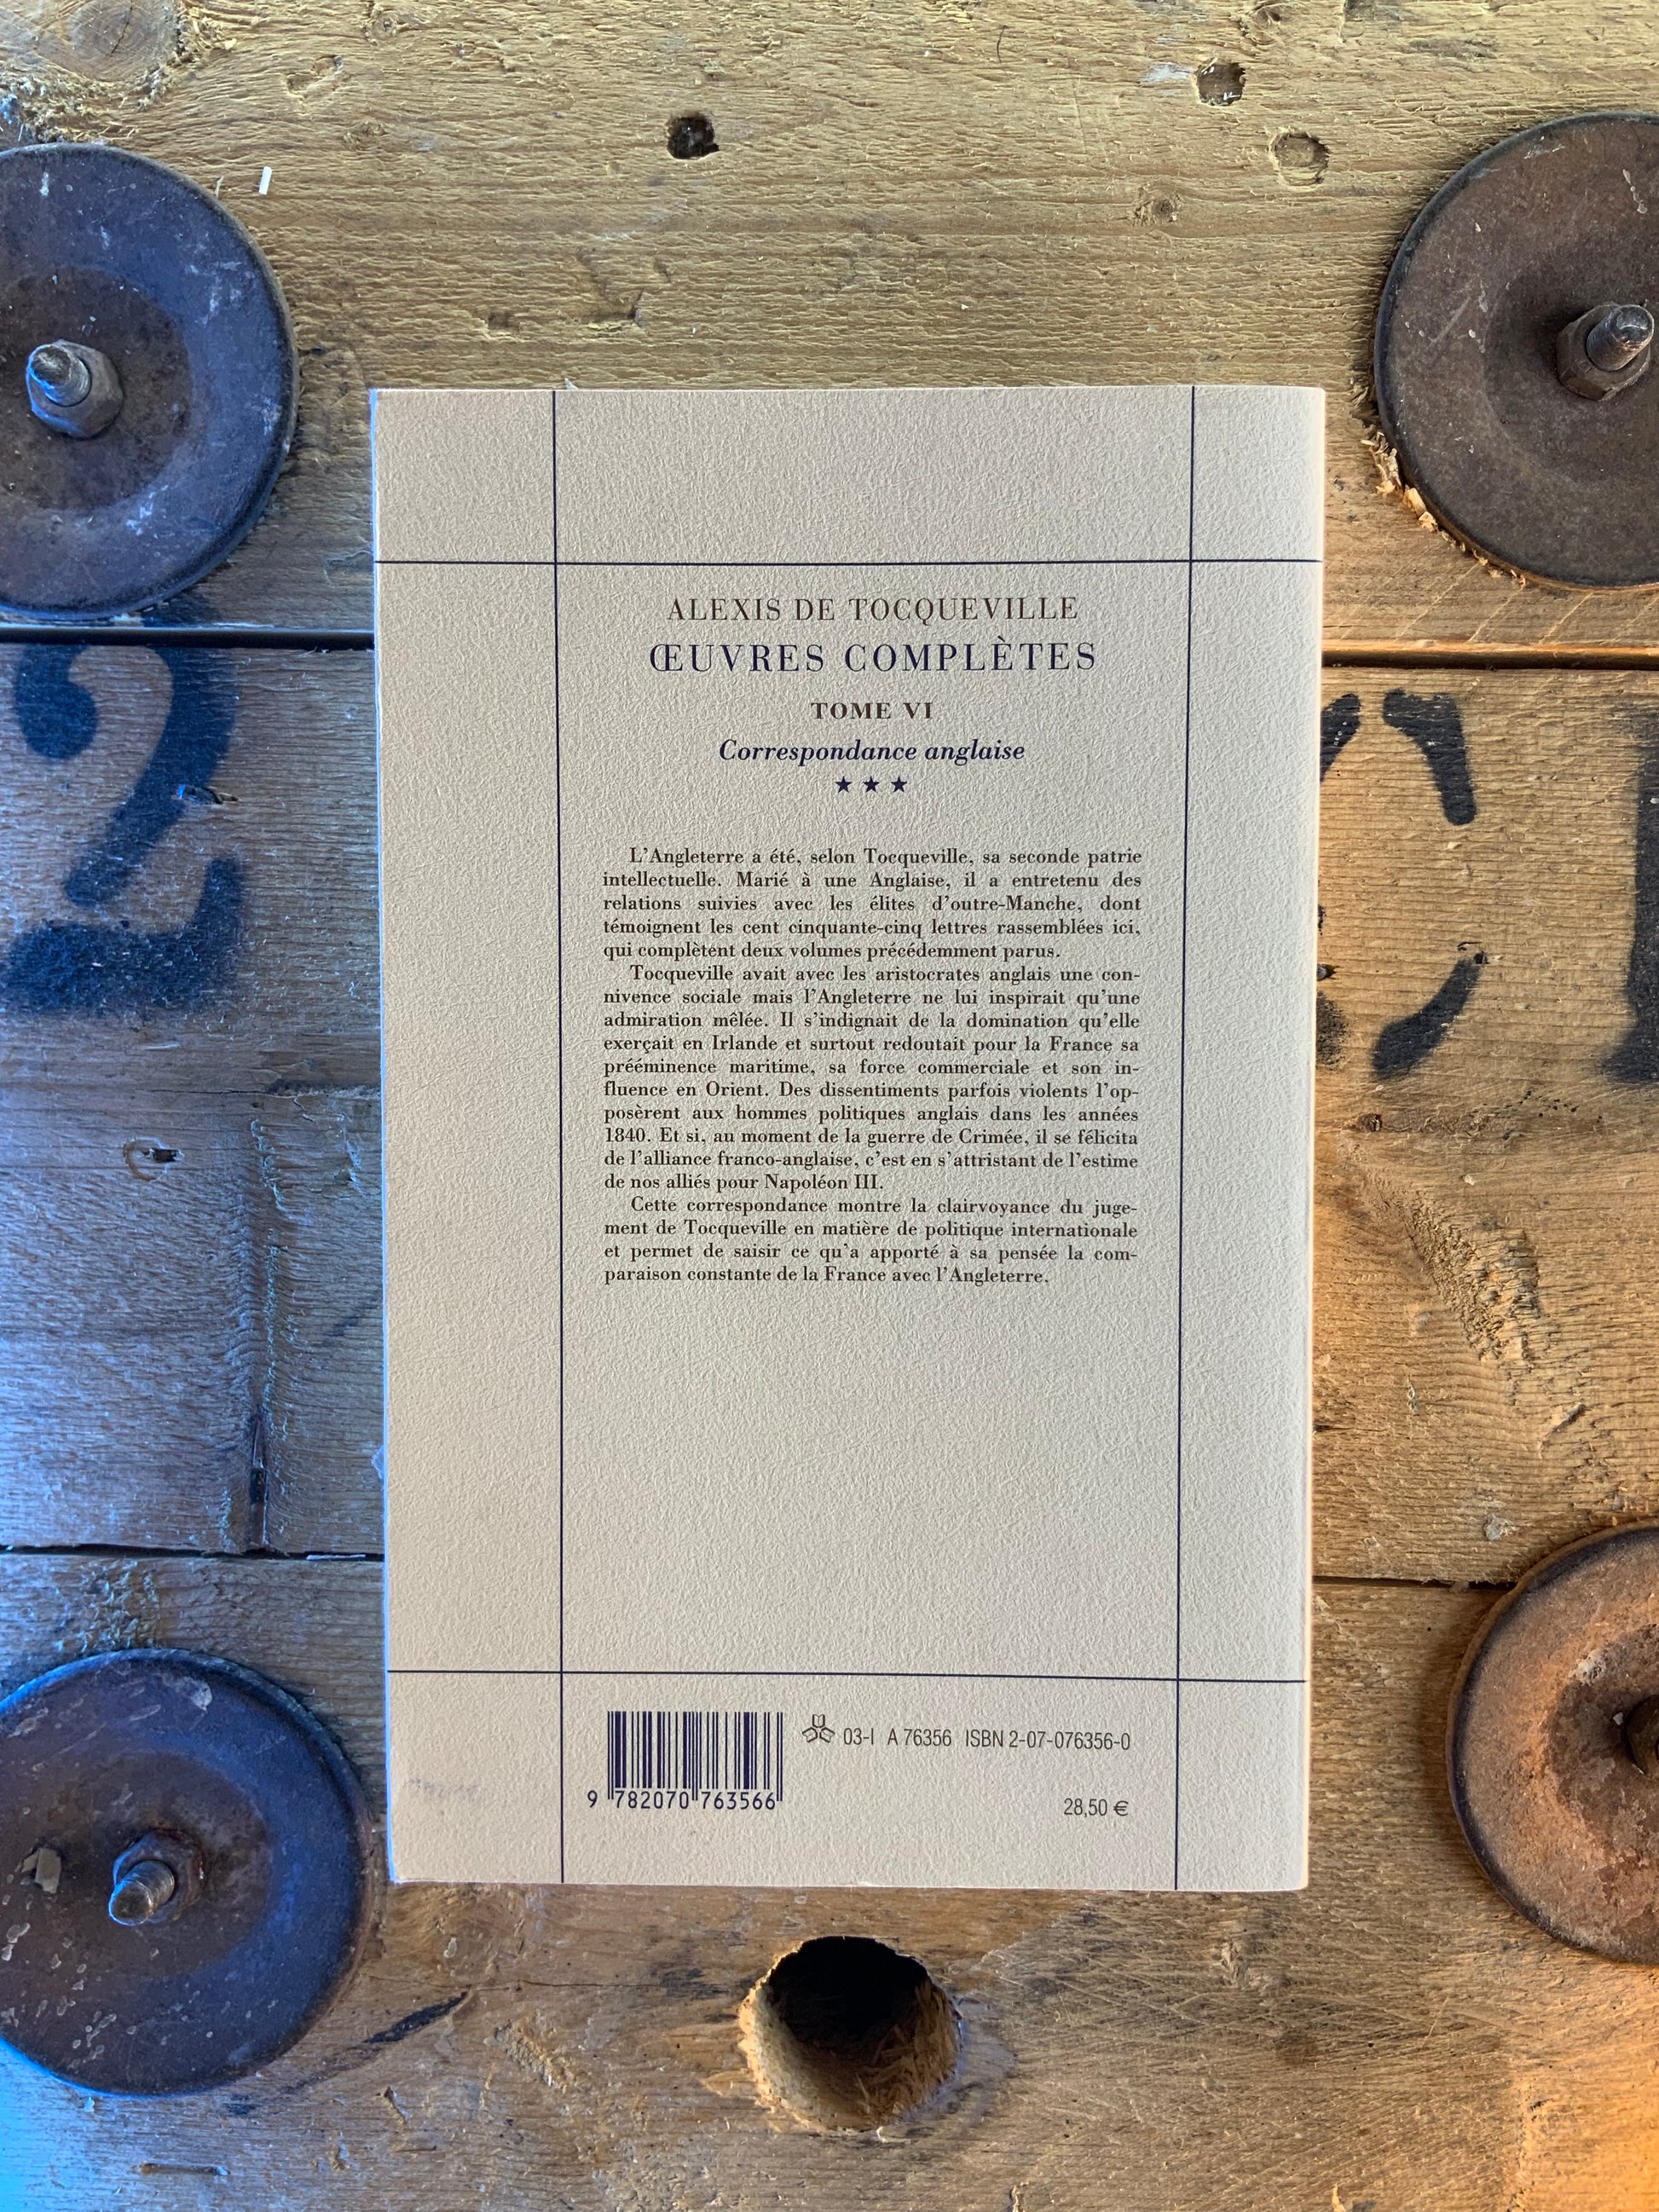 ALEXIS DE TOCQUEVILLE
ŒUVRES COMPLÈTES
TOME VI
Correspondance anglaise
★ ★ ★
L'Angleterre a été, selon Tocqueville, sa seconde patrie
intellectuelle. Marié à une Anglaise, il a entretenu des
relations suivies avec les élites d'outre-Manche, dont
témoignent les cent cinquante-cinq lettres rassemblées ici,
qui complètent deux volumes précédemment parus.
Tocqueville avait avec les aristocrates anglais une con-
nivence sociale mais l'Angleterre ne lui inspirait qu'une
admiration mêlée. Il s'indignait de la domination qu'elle
exerçait en Irlande et surtout redoutait pour la France sa
prééminence maritime, sa force commerciale et son in-
fluence en Orient. Des dissentiments parfois violents l'op-
posèrent aux hommes politiques anglais dans les années
1840. Et si, au moment de la guerre de Crimée, il se félicita
de l'alliance franco-anglaise, c'est en s'attristant de l'estime
de nos alliés pour Napoléon III.
Cette correspondance montre la clairvoyance du juge-
ment de Tocqueville en matière de politique internationale
et permet de saisir ce qu'a apporté à sa pensée la com-
paraison constante de la France avec l'Angleterre.
03-I A 76356 ISBN 2-07-076356-0
9 782070 763566
28,50 €
2